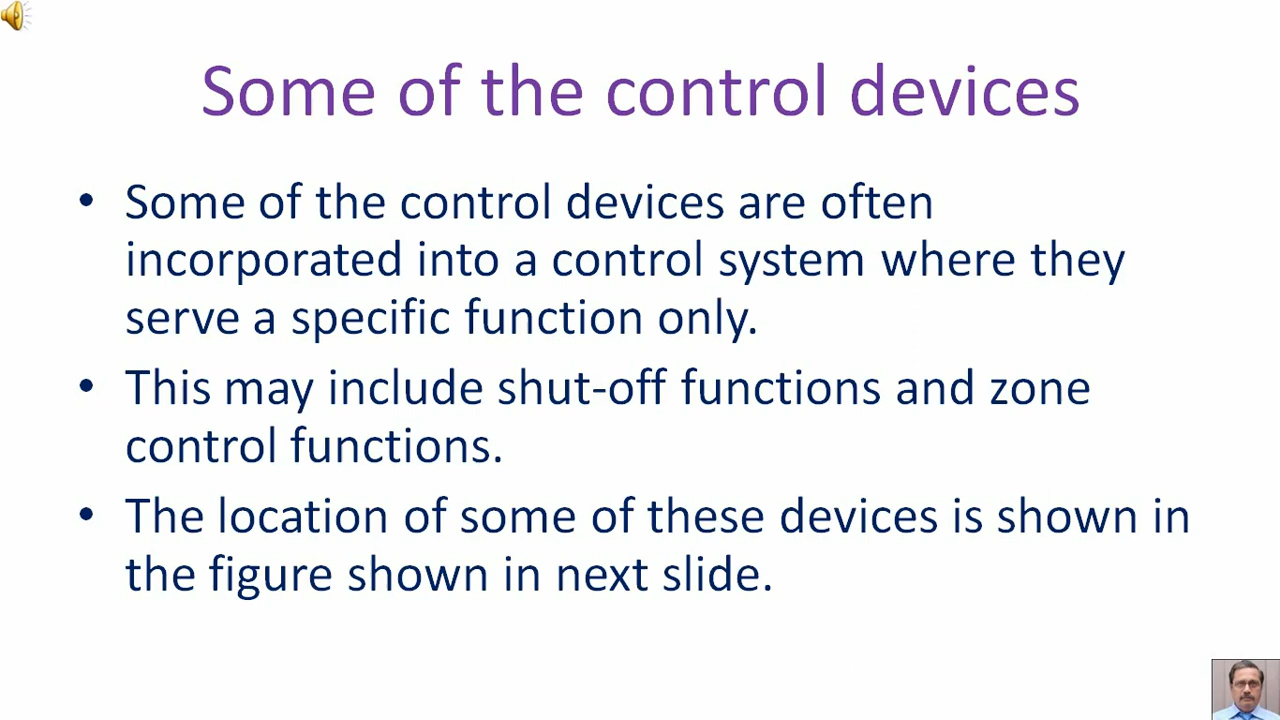 Some of the control devices
• Some of the control devices are often
incorporated into a control system where they
serve a specific function only.
• This may include shut-off functions and zone
control functions.
• The location of some of these devices is shown in
the figure shown in next slide.